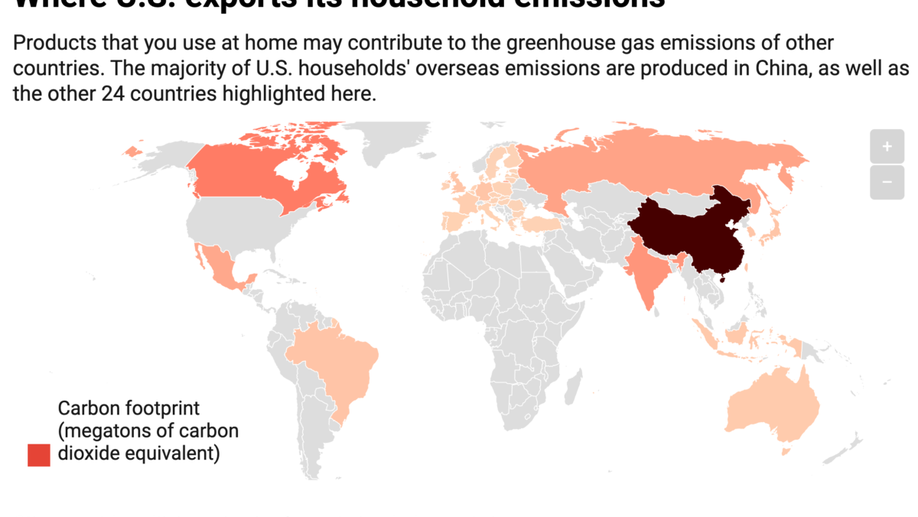 Where U.S. exports its household emissions
Products that you use at home may contribute to the greenhouse gas emissions of other
countries. The majority of U.S. households' overseas emissions are produced in China, as well as
the other 24 countries highlighted here.
+
−
Carbon footprint
(megatons of carbon
dioxide equivalent)